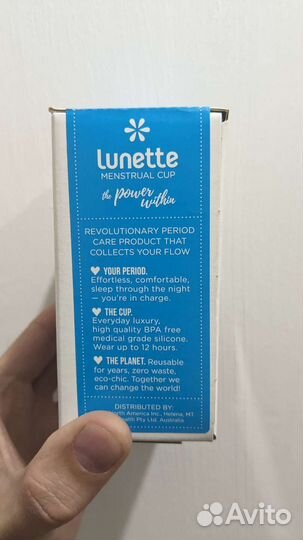 Lunette
MENSTRUAL CUP
the power
within
REVOLUTIONARY PERIOD
CARE PRODUCT THAT
COLLECTS YOUR FLOW
YOUR PERIOD.
Effortless, comfortable,
sleep through the night
— you're in charge.
THE CUP.
Everyday luxury,
high quality BPA free
medical grade silicone.
Wear up to 12 hours.
THE PLANET. Reusable
for years, zero waste,
eco-chic. Together we
can change the world!
DISTRIBUTED BY:
North America Inc., Helena, MT.
Health Pty Ltd. Australia
Avito